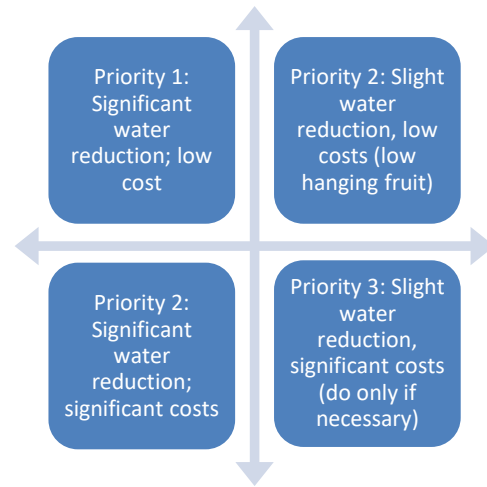 Priority 1:
Significant
water
reduction; low
cost
Priority 2: Slight
water
reduction, low
costs (low
hanging fruit)
Priority 2:
Significant
water
reduction;
significant costs
Priority 3: Slight
water
reduction,
significant costs
(do only if
necessary)